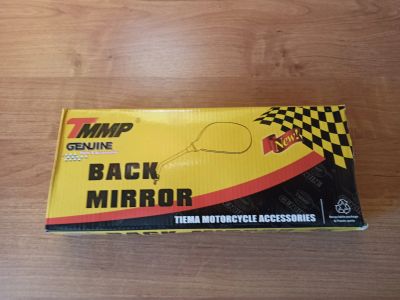 TMMP
GENUINE
New!
BACK
MIRROR
TIEMA MOTORCYCLE ACCESSORIES